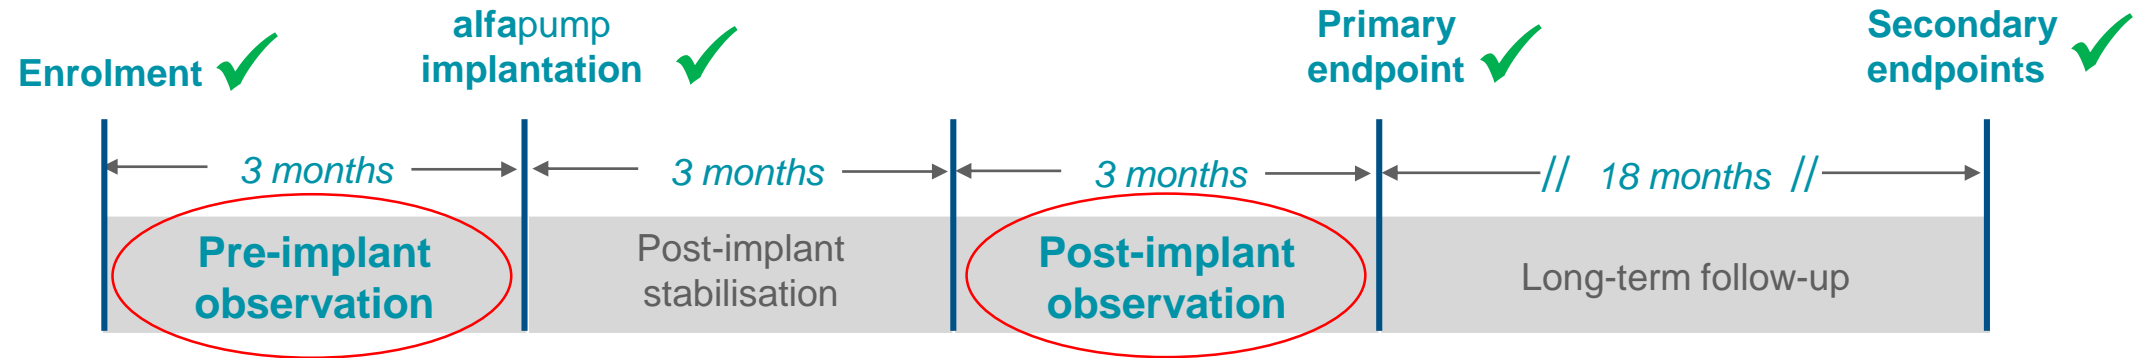 Enrolment
alfapump
implantation
Primary
endpoint
Secondary
endpoints
3 months
3 months
3 months
// 18 months //
Pre-implant
observation
Post-implant
stabilisation
Post-implant
observation
Long-term follow-up